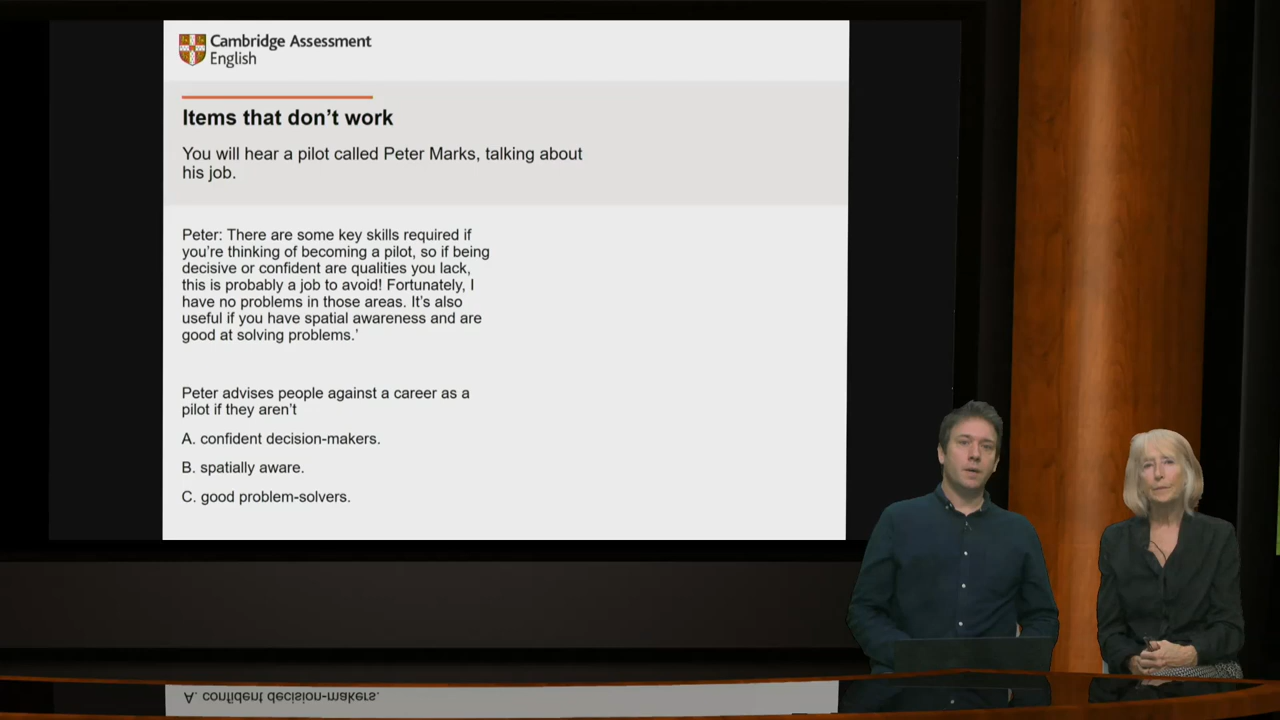 Cambridge Assessment
English
Items that don’t work
You will hear a pilot called Peter Marks, talking about
his job.
Peter: There are some key skills required if
you’re thinking of becoming a pilot, so if being
decisive or confident are qualities you lack,
this is probably a job to avoid! Fortunately, I
have no problems in those areas. It’s also
useful if you have spatial awareness and are
good at solving problems.’
Peter advises people against a career as a
pilot if they aren’t
A. confident decision-makers.
B. spatially aware.
C. good problem-solvers.
A. confident decision-makers.